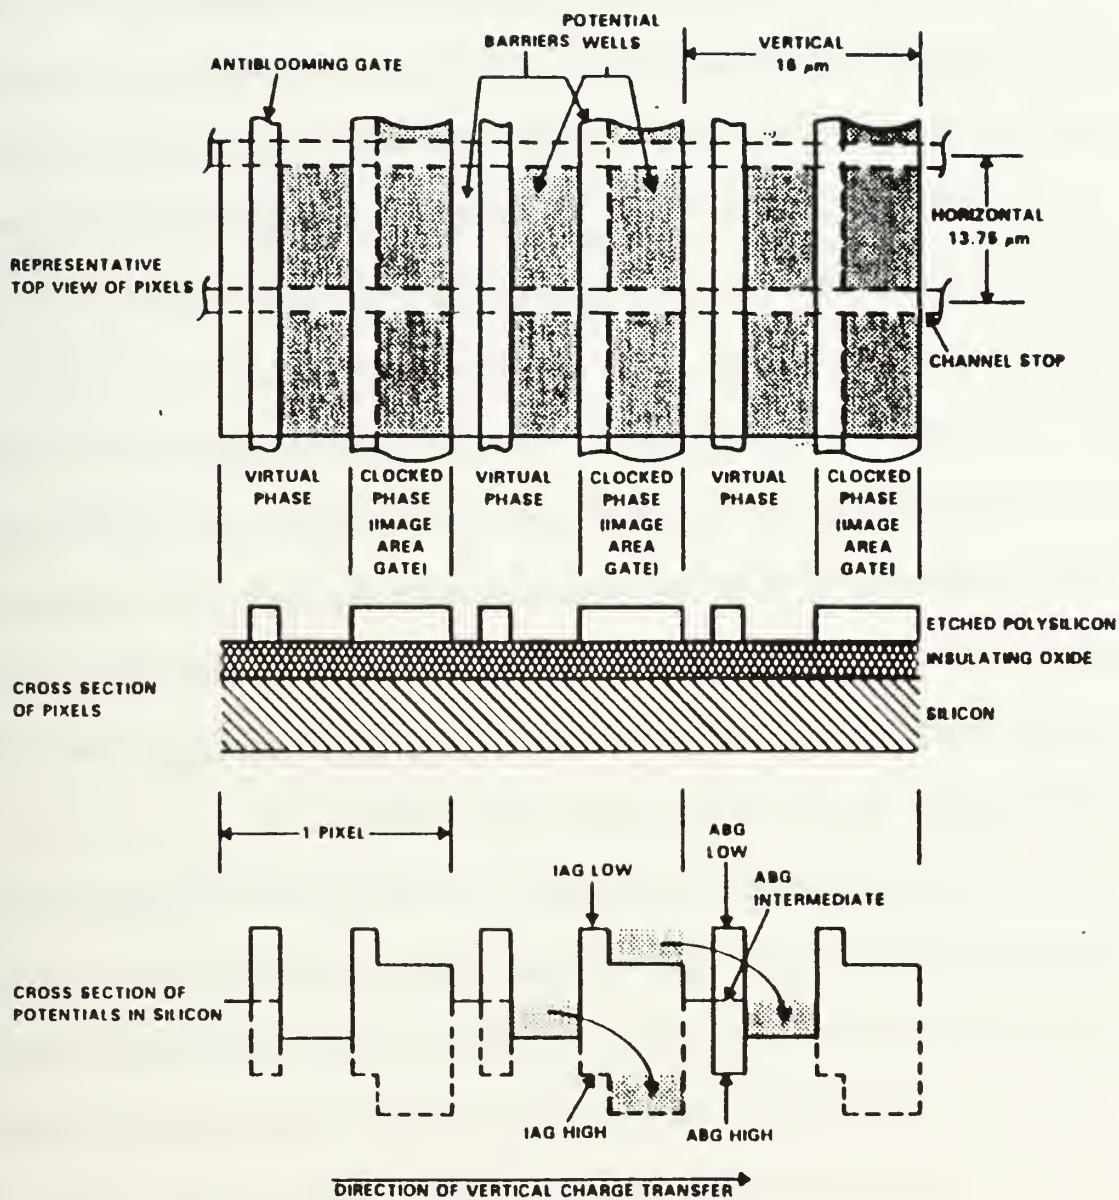 POTENTIAL
BARRIERS WELLS
VERTICAL
16 μm
ANTIBLOOMING GATE
HORIZONTAL
13.75 μm
REPRESENTATIVE
TOP VIEW OF PIXELS
CHANNEL STOP
VIRTUAL
PHASE
CLOCKED
PHASE
(IMAGE
AREA
GATE)
VIRTUAL
PHASE
CLOCKED
PHASE
(IMAGE
AREA
GATE)
VIRTUAL
PHASE
CLOCKED
PHASE
(IMAGE
AREA
GATE)
ETCHED POLYSILICON
INSULATING OXIDE
CROSS SECTION
OF PIXELS
SILICON
1 PIXEL
ABG
LOW
IAG LOW
ABG
INTERMEDIATE
CROSS SECTION OF
POTENTIALS IN SILICON
IAG HIGH
ABG HIGH
DIRECTION OF VERTICAL CHARGE TRANSFER